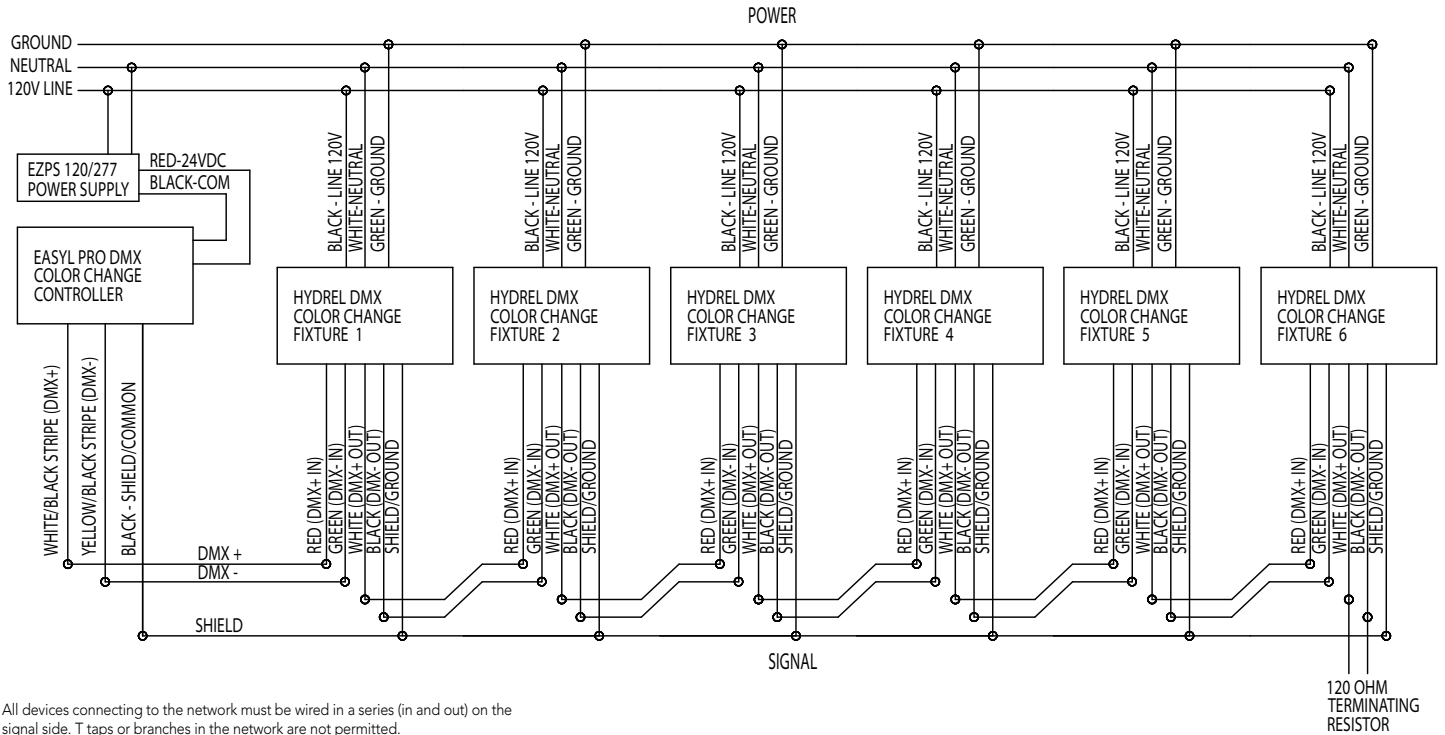 POWER
GROUND
NEUTRAL
120V LINE
EZPS 120/277
POWER SUPPLY
RED-24VDC
BLACK-COM
EASYL PRO DMX
COLOR CHANGE
CONTROLLER
BLACK - LINE 120V
WHITE-NEUTRAL
GREEN - GROUND
BLACK - LINE 120V
WHITE-NEUTRAL
GREEN - GROUND
BLACK - LINE 120V
WHITE-NEUTRAL
GREEN - GROUND
BLACK - LINE 120V
WHITE-NEUTRAL
GREEN - GROUND
BLACK - LINE 120V
WHITE-NEUTRAL
GREEN - GROUND
BLACK - LINE 120V
WHITE-NEUTRAL
GREEN - GROUND
HYDREL DMX
COLOR CHANGE
FIXTURE 1
HYDREL DMX
COLOR CHANGE
FIXTURE 2
HYDREL DMX
COLOR CHANGE
FIXTURE 3
HYDREL DMX
COLOR CHANGE
FIXTURE 4
HYDREL DMX
COLOR CHANGE
FIXTURE 5
HYDREL DMX
COLOR CHANGE
FIXTURE 6
WHITE/BLACK STRIPE (DMX+)
YELLOW/BLACK STRIPE (DMX-)
BLACK - SHIELD/COMMON
RED (DMX+ IN)
GREEN (DMX- IN)
WHITE (DMX+ OUT)
BLACK (DMX- OUT)
SHIELD/GROUND
RED (DMX+ IN)
GREEN (DMX- IN)
WHITE (DMX+ OUT)
BLACK (DMX- OUT)
SHIELD/GROUND
RED (DMX+ IN)
GREEN (DMX- IN)
WHITE (DMX+ OUT)
BLACK (DMX- OUT)
SHIELD/GROUND
RED (DMX+ IN)
GREEN (DMX- IN)
WHITE (DMX+ OUT)
BLACK (DMX- OUT)
SHIELD/GROUND
RED (DMX+ IN)
GREEN (DMX- IN)
WHITE (DMX+ OUT)
BLACK (DMX- OUT)
SHIELD/GROUND
RED (DMX+ IN)
GREEN (DMX- IN)
WHITE (DMX+ OUT)
BLACK (DMX- OUT)
SHIELD/GROUND
DMX +
DMX -
SHIELD
SIGNAL
120 OHM
TERMINATING
RESISTOR
All devices connecting to the network must be wired in a series (in and out) on the
signal side. T taps or branches in the network are not permitted.